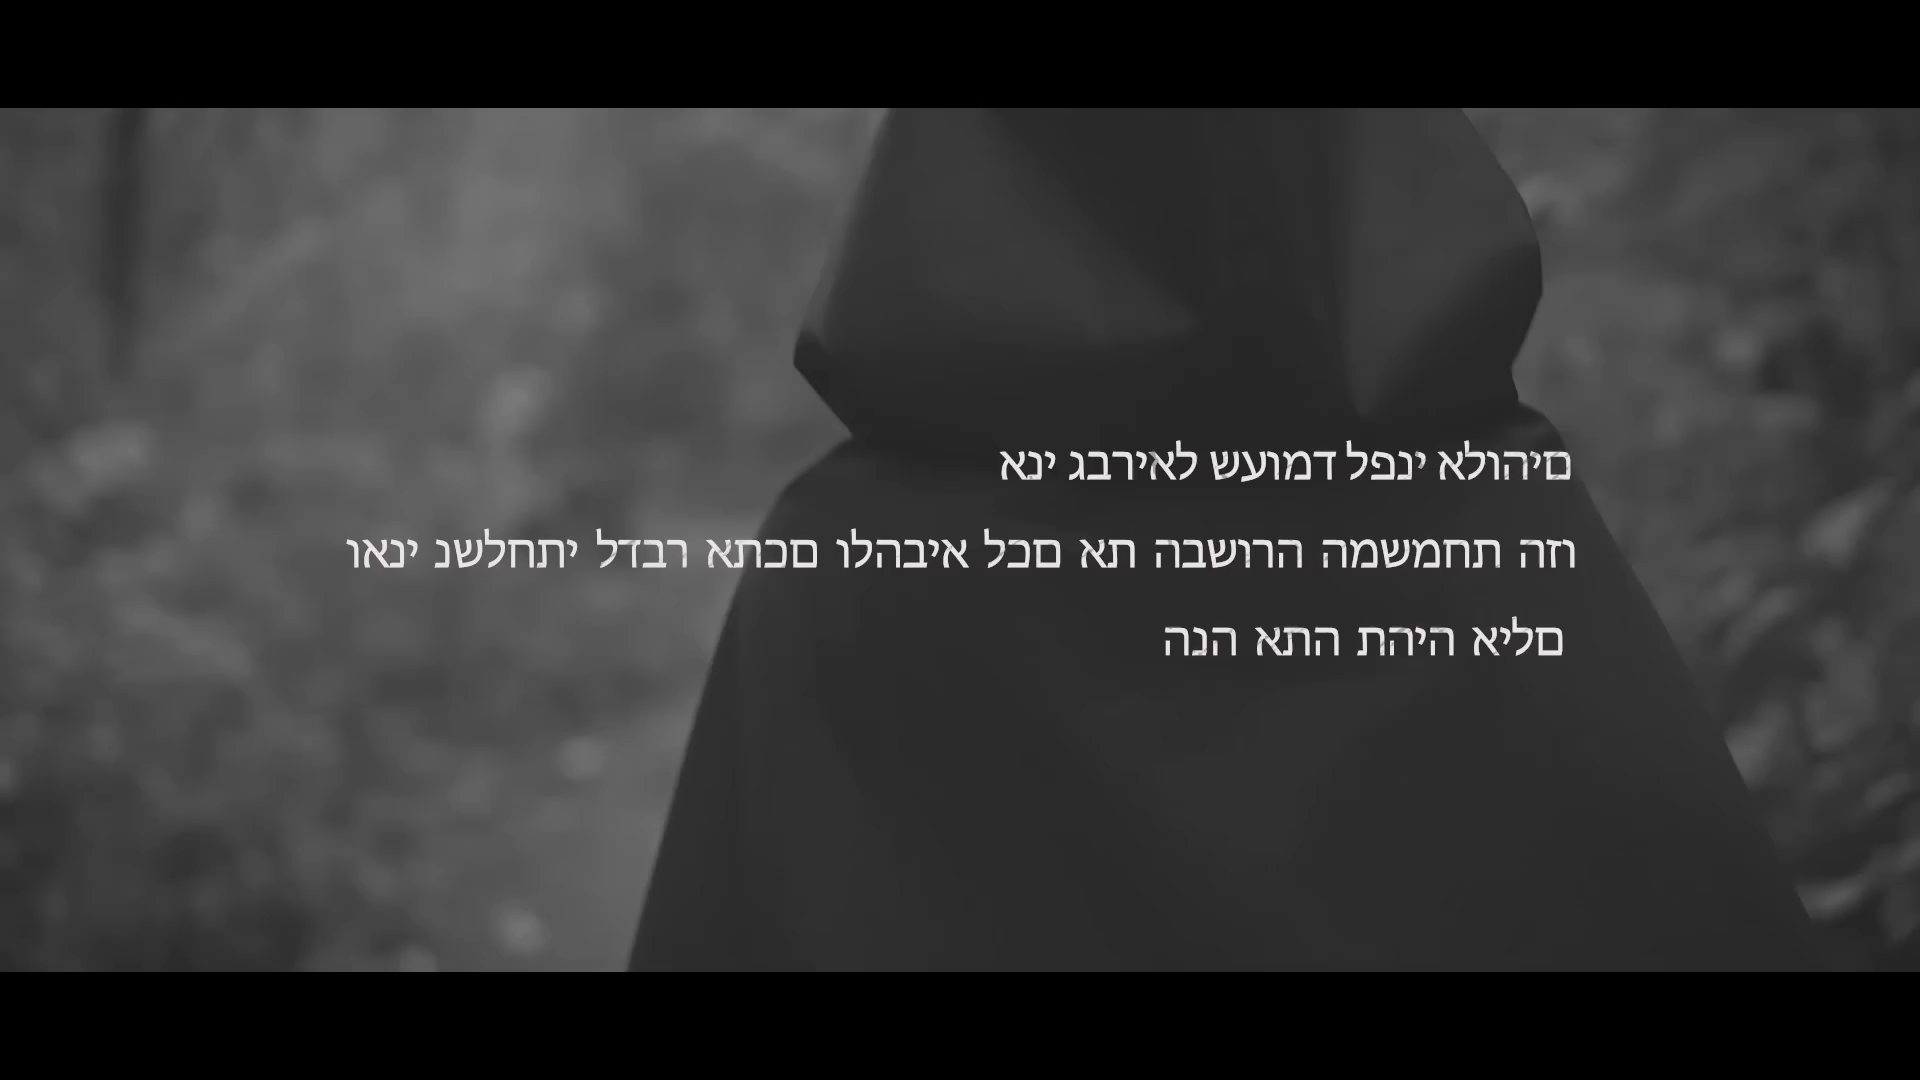 םיהולא ינפל דמועש לאירבג ינא
וזה תחמשמה הרושבה תא םכל איבהלו םכתא רבדל יתחלשנ ינאו
םליא היהת התא הנה